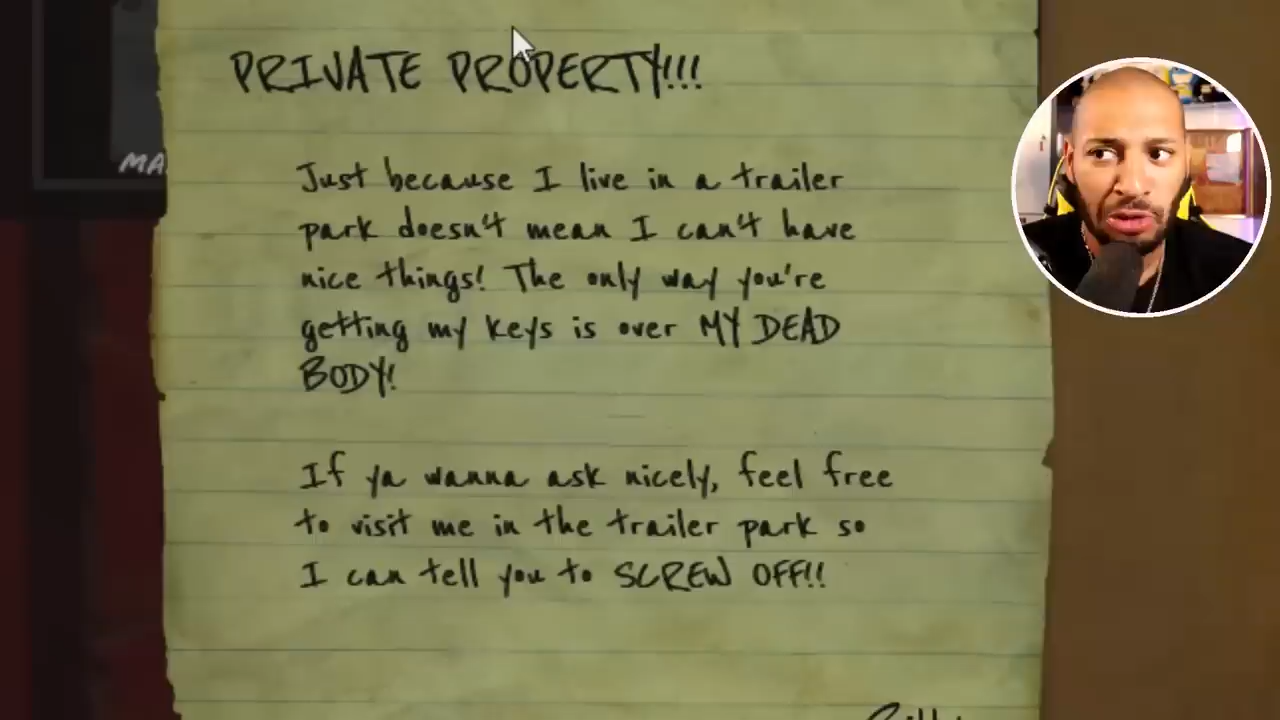 PRIVATE PROPERTY!!!
MA
Just because I live in a trailer
park doesn't mean I can't have
nice things! The only way you're
getting my keys is over MY DEAD
BODY!
If ya wanna ask nicely, feel free
to visit me in the trailer park so
I can tell you to SCREW OFF!!